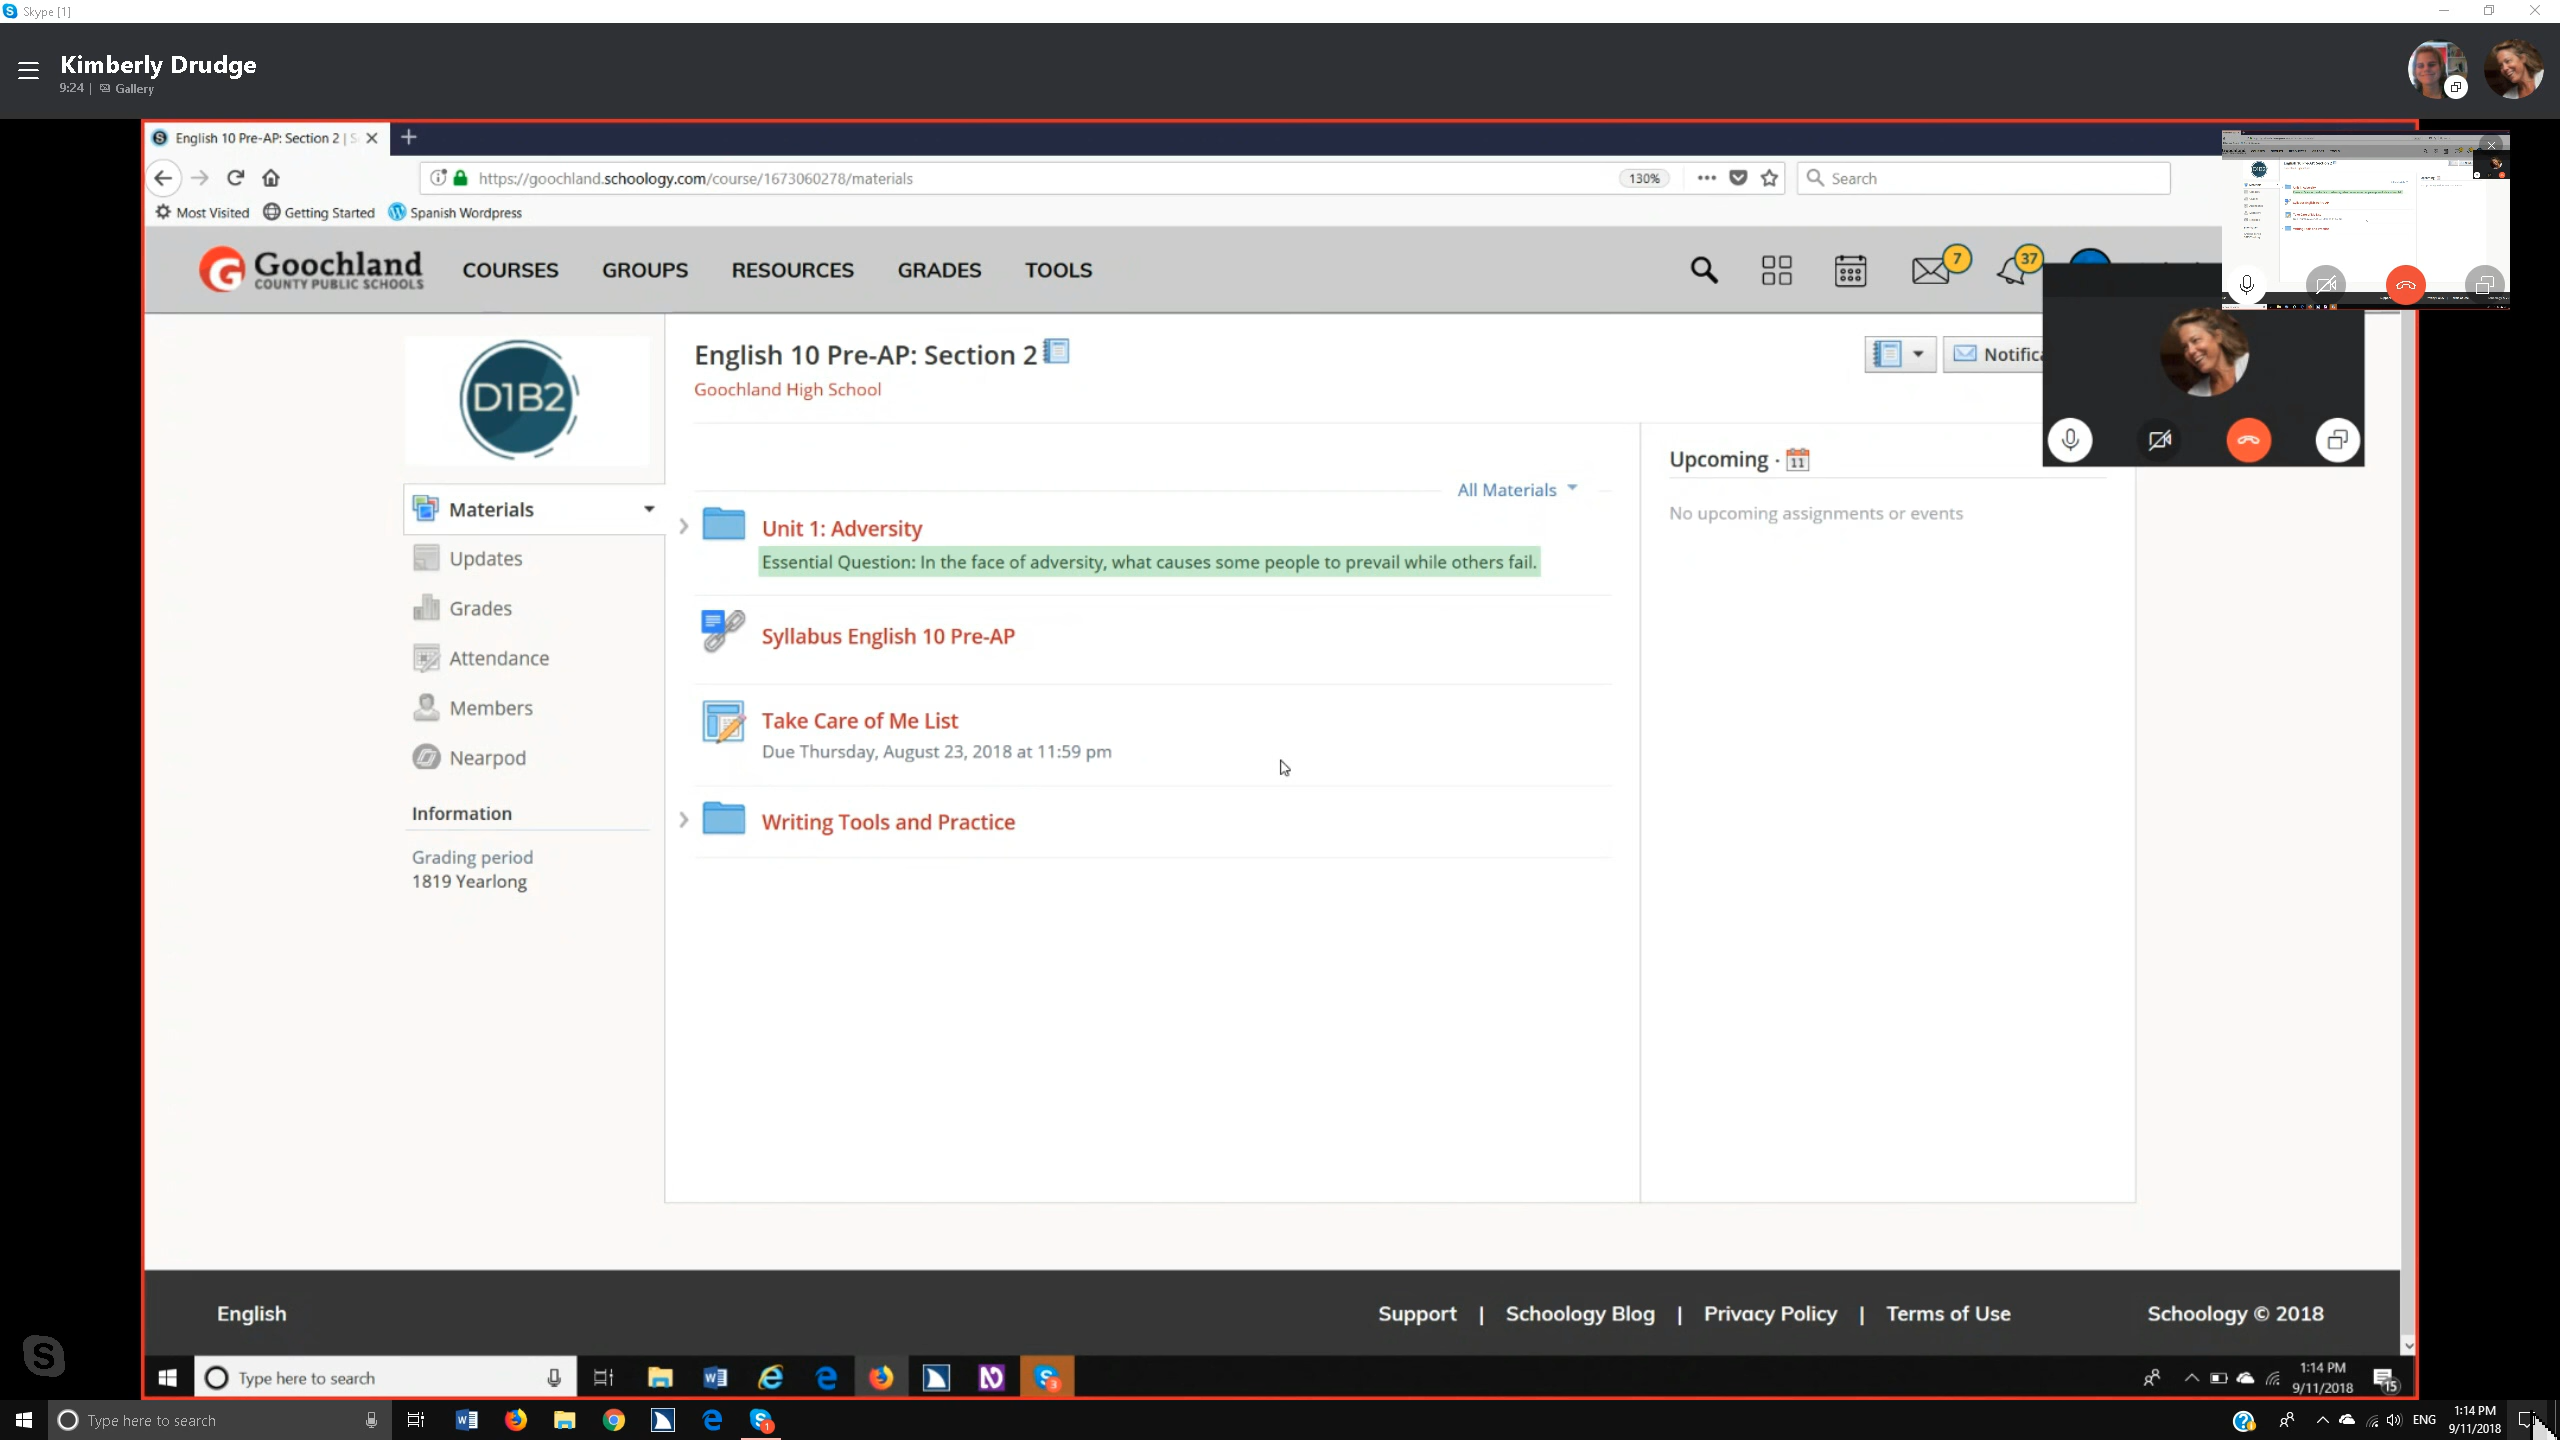 Skype [1]
Kimberly Drudge
9:24 | Gallery
English 10 Pre-AP: Section 2 | S
https://goochland.schoology.com/course/1673060278/materials
130%
Search
Most Visited
Getting Started
Spanish Wordpress
Goochland
COUNTY PUBLIC SCHOOLS
COURSES
GROUPS
RESOURCES
GRADES
TOOLS
7
37
D1B2
English 10 Pre-AP: Section 2
Goochland High School
Notifica
Materials
Updates
Grades
Attendance
Members
Nearpod
Information
Grading period
1819 Yearlong
All Materials
Unit 1: Adversity
Essential Question: In the face of adversity, what causes some people to prevail while others fail.
Syllabus English 10 Pre-AP
Take Care of Me List
Due Thursday, August 23, 2018 at 11:59 pm
Writing Tools and Practice
Upcoming · 11
No upcoming assignments or events
English
Support | Schoology Blog | Privacy Policy | Terms of Use
Schoology © 2018
Type here to search
3
1:14 PM
9/11/2018
15
Type here to search
1
ENG
1:14 PM
9/11/2018